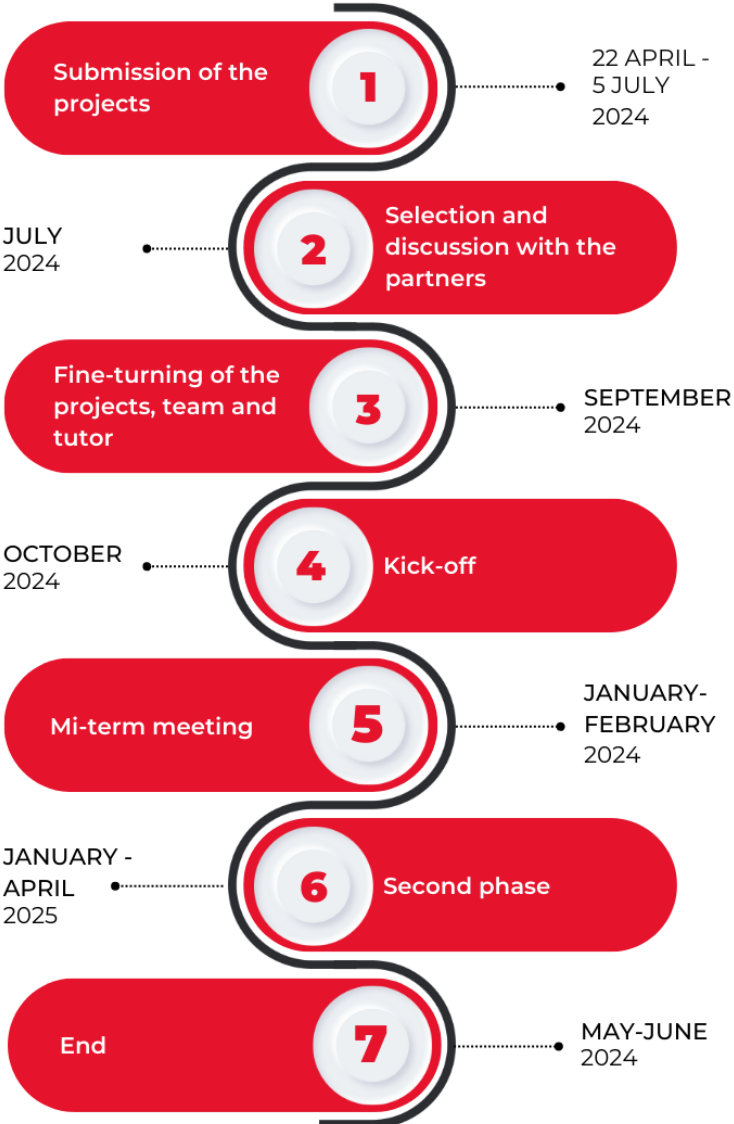 Submission of the
projects
1
22 APRIL -
5 JULY
2024
JULY
2024
2
Selection and
discussion with the
partners
Fine-turning of the
projects, team and
tutor
3
SEPTEMBER
2024
OCTOBER
2024
4
Kick-off
Mi-term meeting
5
JANUARY-
FEBRUARY
2024
JANUARY -
APRIL
2025
6
Second phase
End
7
MAY-JUNE
2024